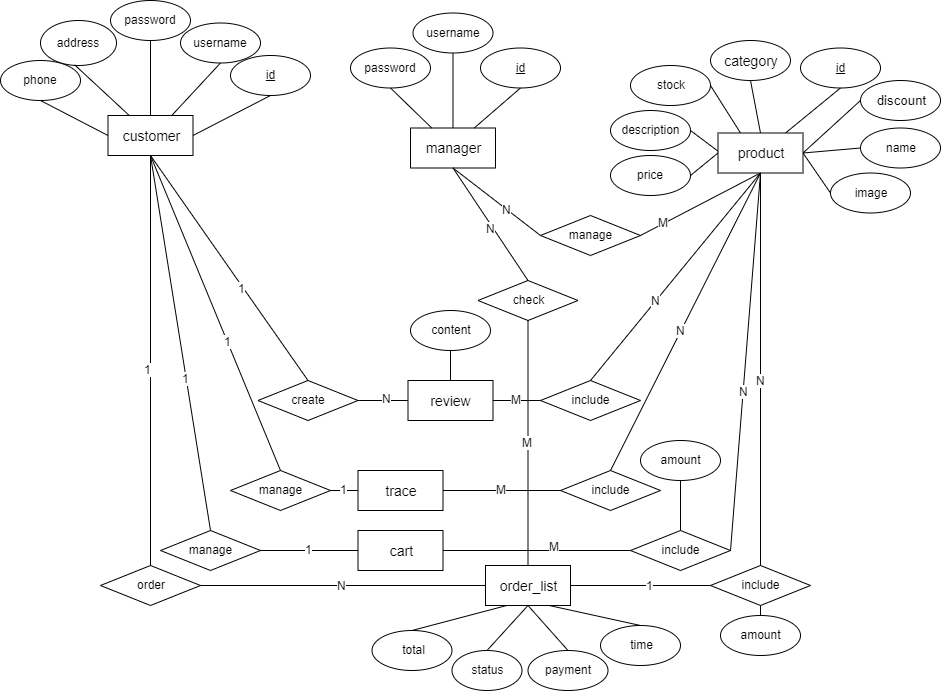 password
username
address
username
category
id
password
id
id
phone
stock
discount
customer
description
manager
name
product
price
image
N
M
N
manage
1
check
N
content
N
1
1
1
1
N
N
create
N
review
M
include
M
amount
manage
1
trace
M
include
manage
1
cart
M
include
order
N
order_list
1
include
amount
total
time
status
payment